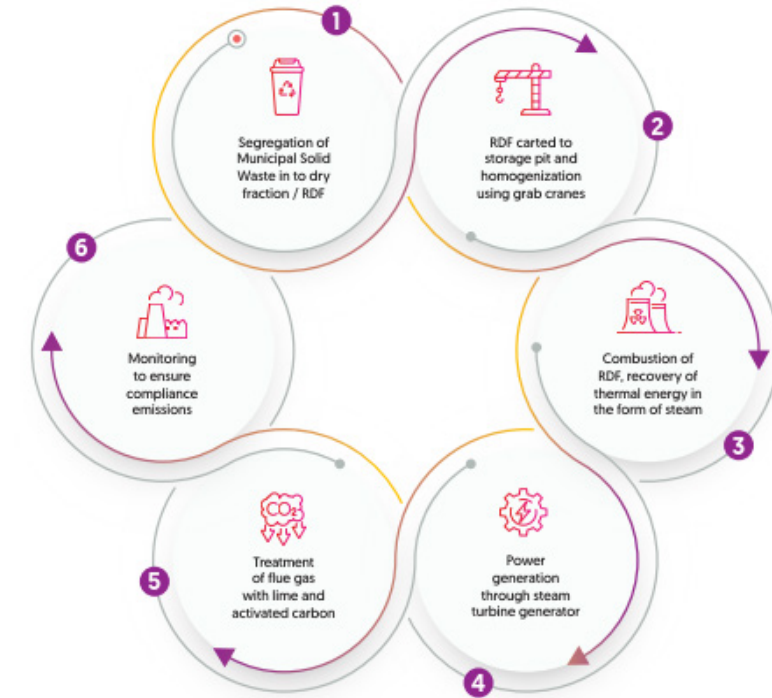 1
Segregation of
Municipal Solid
Waste in to dry
fraction / RDF
2
RDF carted to
storage pit and
homogenization
using grab cranes
3
Combustion of
RDF, recovery of
thermal energy in
the form of steam
4
Power
generation
through steam
turbine generator
5
CO₂
Treatment
of flue gas
with lime and
activated carbon
6
Monitoring
to ensure
compliance
emissions